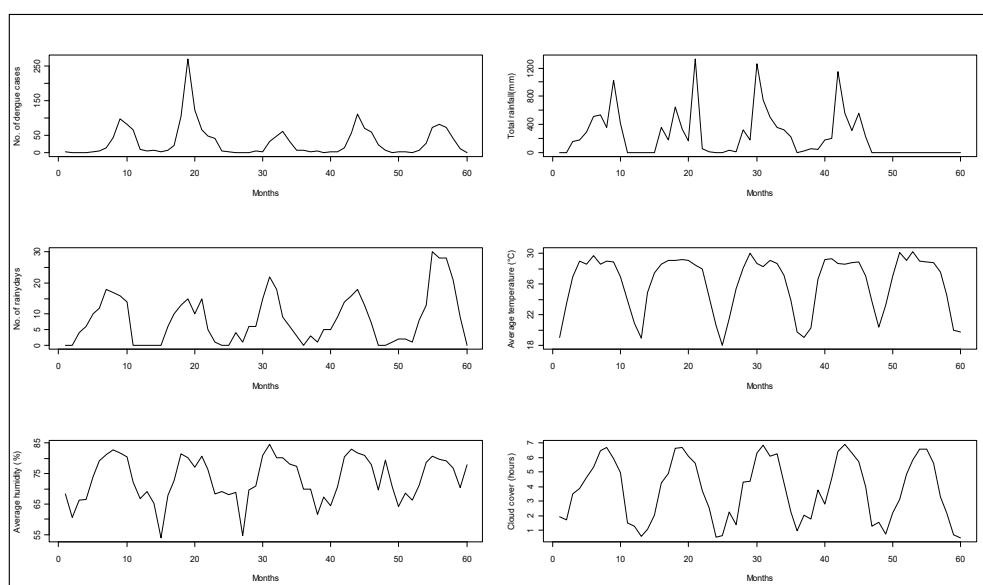 No. of dengue cases
0 50 150 250
0 10 20 30 40 50 60
Months
Total rainfall(mm)
0 400 800 1200
0 10 20 30 40 50 60
Months
No. of rainydays
0 5 10 20 30
0 10 20 30 40 50 60
Months
Average temperature (°C)
18 22 26 30
0 10 20 30 40 50 60
Months
Average humidity (%)
55 65 75 85
0 10 20 30 40 50 60
Months
Cloud cover (hours)
1 2 3 4 5 6 7
0 10 20 30 40 50 60
Months